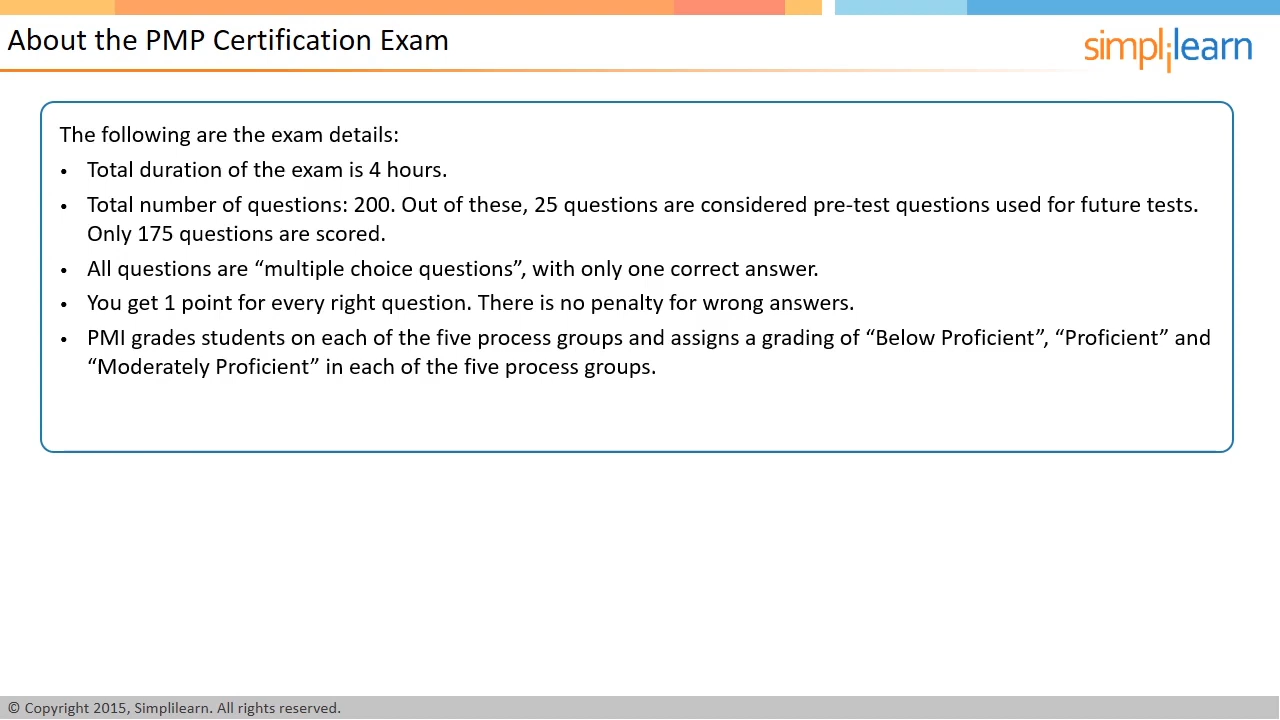 About the PMP Certification Exam
simplilearn
The following are the exam details:
• Total duration of the exam is 4 hours.
• Total number of questions: 200. Out of these, 25 questions are considered pre-test questions used for future tests.
Only 175 questions are scored.
• All questions are “multiple choice questions”, with only one correct answer.
• You get 1 point for every right question. There is no penalty for wrong answers.
• PMI grades students on each of the five process groups and assigns a grading of “Below Proficient”, “Proficient” and
“Moderately Proficient” in each of the five process groups.
© Copyright 2015, Simplilearn. All rights reserved.